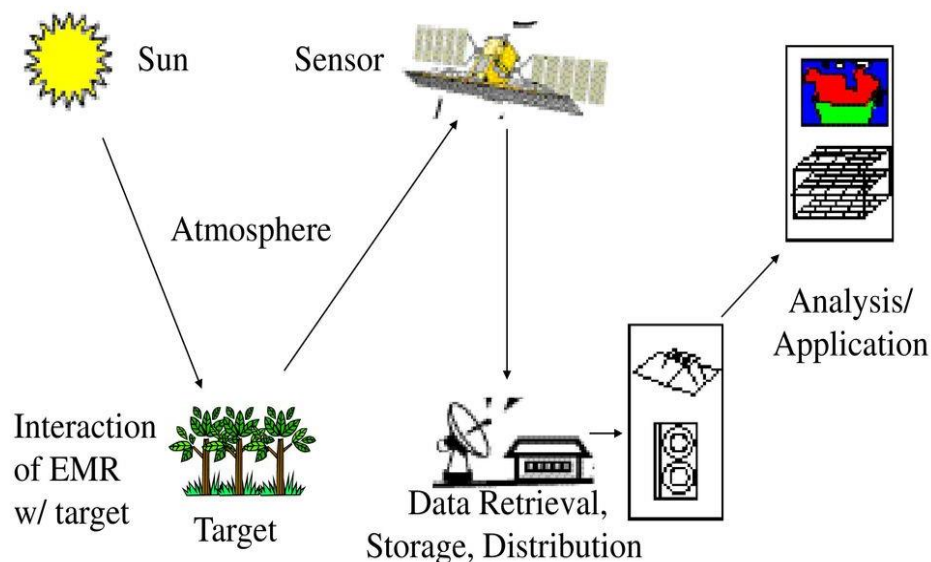 Sun
Sensor
Atmosphere
Analysis/
Application
Interaction
of EMR
w/ target
Target
Data Retrieval,
Storage, Distribution